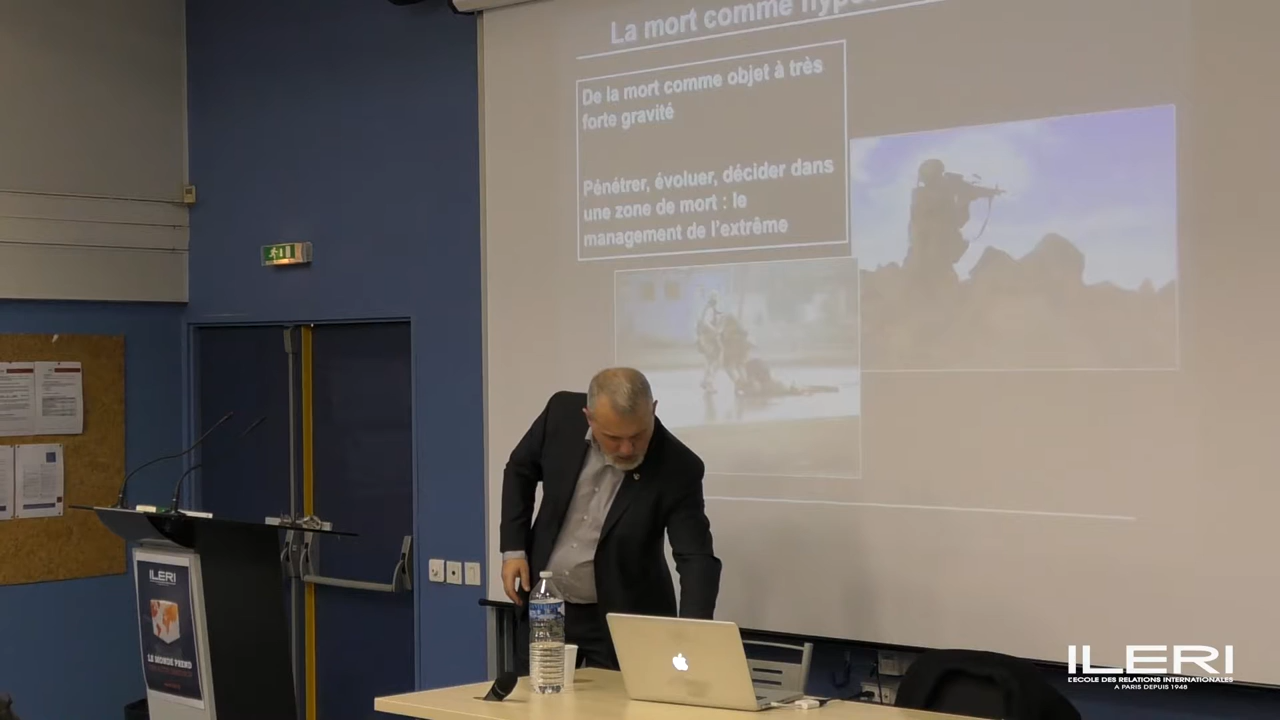 La mort comme
De la mort comme objet à très
forte gravité
Pénétrer, évoluer, décider dans
une zone de mort : le
management de l'extrême
ILERI
LE MONDE PREND
ILERI
L'ECOLE DES RELATIONS INTERNATIONALES
A PARIS DEPUIS 1948